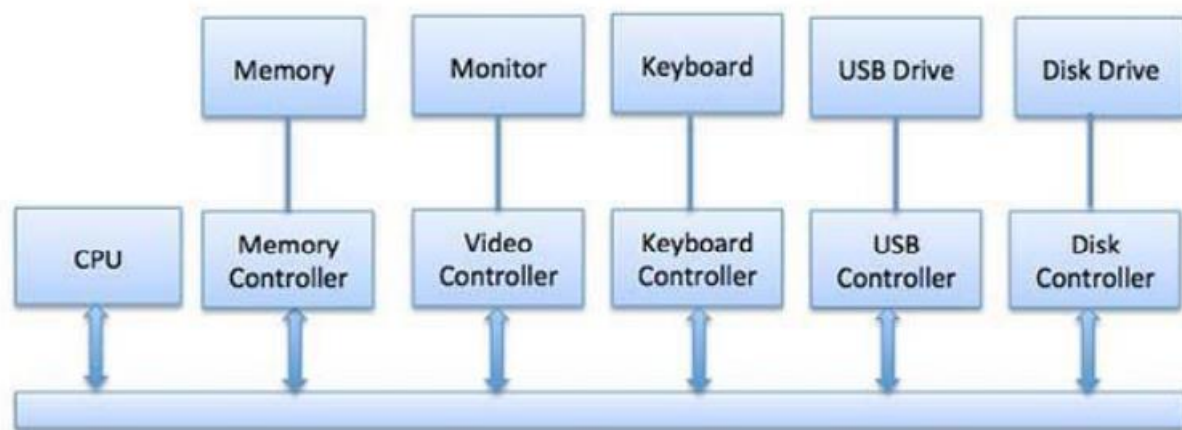 Memory
Monitor
Keyboard
USB Drive
Disk Drive
CPU
Memory
Controller
Video
Controller
Keyboard
Controller
USB
Controller
Disk
Controller